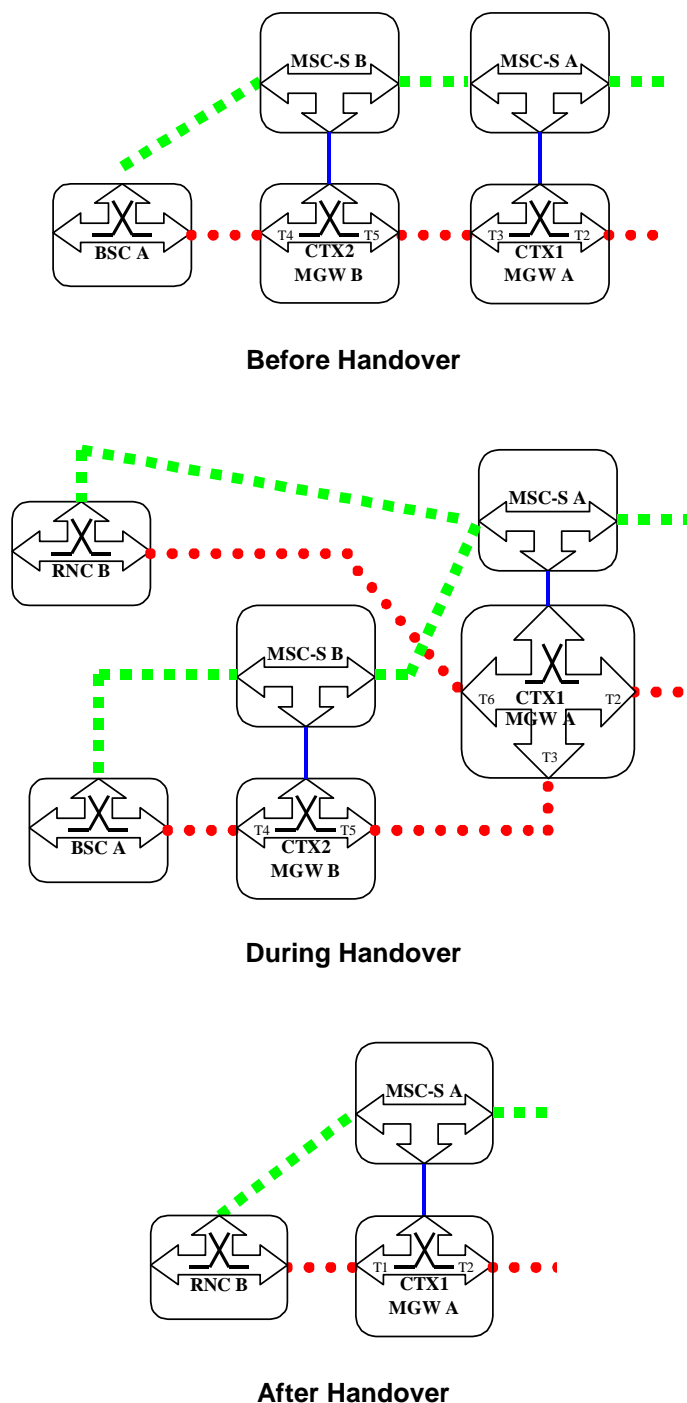 MSC-S B
MSC-S A
BSC A
T4
T5
CTX2
MGW B
T3
T2
CTX1
MGW A
Before Handover
MSC-S A
RNC B
MSC-S B
T6
T2
CTX1
MGW A
T3
BSC A
T4
T5
CTX2
MGW B
During Handover
MSC-S A
RNC B
T1
T2
CTX1
MGW A
After Handover